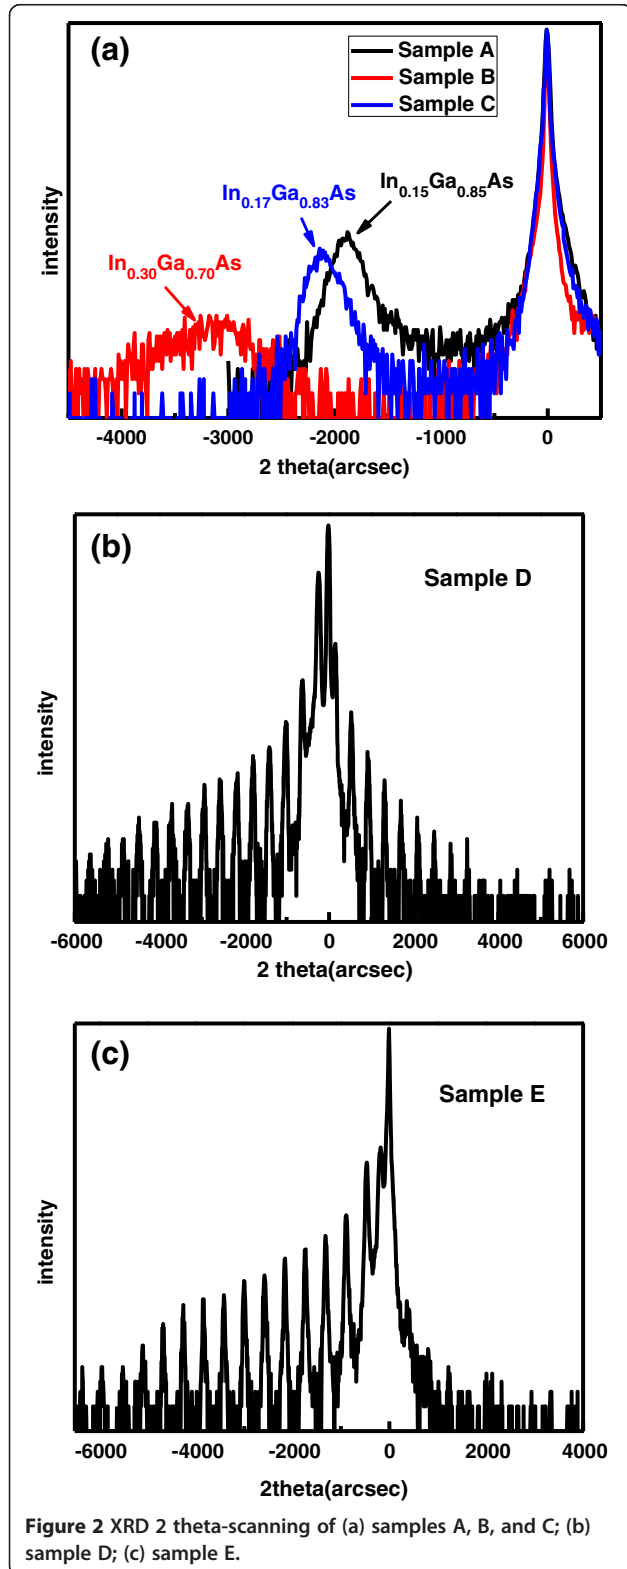 (a)
Sample A
Sample B
Sample C
In0.15Ga0.85As
In0.17Ga0.83As
In0.30Ga0.70As
intensity
-4000 -3000 -2000 -1000 0
2 theta(arcsec)
(b)
Sample D
intensity
-6000 -4000 -2000 0 2000 4000 6000
2 theta(arcsec)
(c)
Sample E
intensity
-6000 -4000 -2000 0 2000 4000
2theta(arcsec)
Figure 2 XRD 2 theta-scanning of (a) samples A, B, and C; (b)
sample D; (c) sample E.